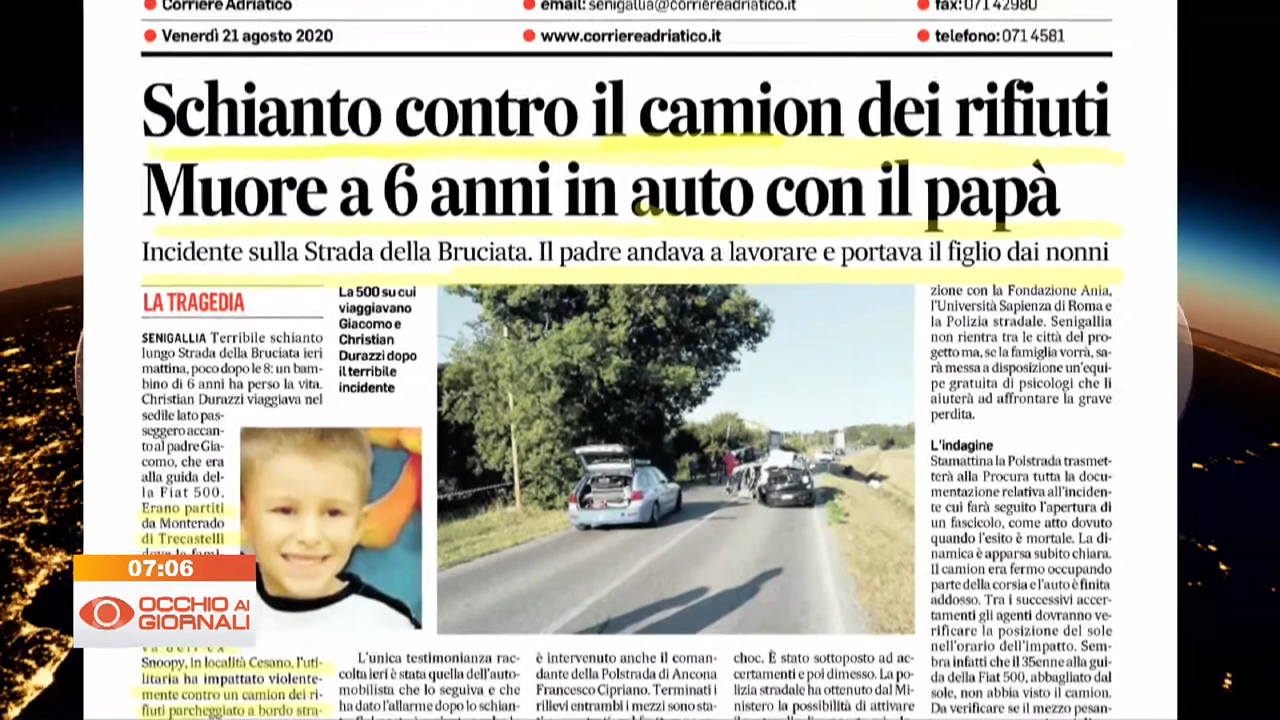 Corriere Adriatico
email: senigallia@corriereadriatico.it
fax: 071 42980
Venerdì 21 agosto 2020
www.corriereadriatico.it
telefono: 071 4581
Schianto contro il camion dei rifiuti
Muore a 6 anni in auto con il papà
Incidente sulla Strada della Bruciata. Il padre andava a lavorare e portava il figlio dai nonni
LA TRAGEDIA
SENIGALLIA Terribile schianto
lungo Strada della Bruciata ieri
mattina, poco dopo le 8: un bam-
bino di 6 anni ha perso la vita.
Christian Durazzi viaggiava nel
sedile lato pas-
seggero accan-
to al padre Gia-
como, che era
alla guida del-
la Fiat 500.
Erano partiti
da Monterado
di Trecastelli
07:06
OCCHIO AI
GIORNALI
Snoopy, in località Cesano, l'uti-
litaria ha impattato violente-
mente contro un camion dei ri-
fiuti parcheggiato a bordo stra-
La 500 su cui
viaggiavano
Giacomo e
Christian
Durazzi dopo
il terribile
incidente
L'unica testimonianza rac-
colta ieri è stata quella dell'auto-
mobilista che lo seguiva e che
ha dato l'allarme dopo lo schian-
è intervenuto anche il coman-
dante della Polstrada di Ancona
Francesco Cipriano. Terminati i
rilievi entrambi i mezzi sono sta-
choc. È stato sottoposto ad ac-
certamenti e poi dimesso. La po-
lizia stradale ha ottenuto dal Mi-
nistero la possibilità di attivare
zione con la Fondazione Ania,
l'Università Sapienza di Roma e
la Polizia stradale. Senigallia
non rientra tra le città del pro-
getto ma, se la famiglia vorrà, sa-
rà messa a disposizione un'equi-
pe gratuita di psicologi che li
aiuterà ad affrontare la grave
perdita.
L'indagine
Stamattina la Polstrada trasmet-
terà alla Procura tutta la docu-
mentazione relativa all'inciden-
te cui farà seguito l'apertura di
un fascicolo, come atto dovuto
quando l'esito è mortale. La di-
namica è apparsa subito chiara.
Il camion era fermo occupando
parte della corsia e l'auto è finita
addosso. Tra i successivi accer-
tamenti gli agenti dovranno ve-
rificare la posizione del sole
nell'orario dell'impatto. Sem-
bra infatti che il 35enne alla gui-
da della Fiat 500, abbagliato dal
sole, non abbia visto il camion.
Da verificare se il mezzo pesan-